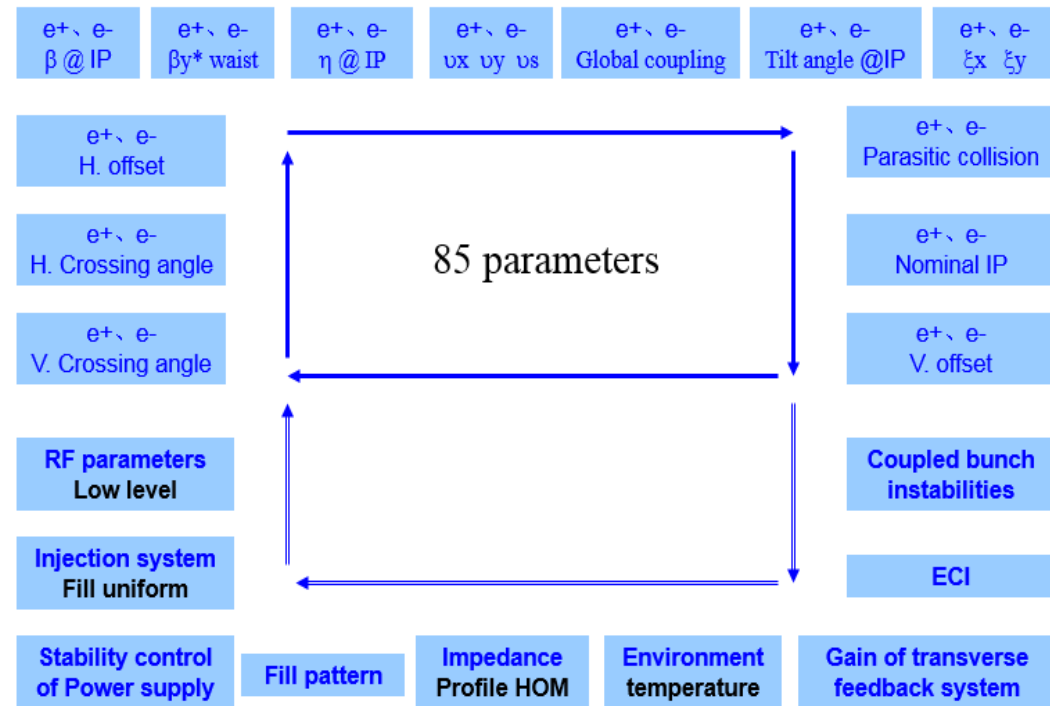 e+、e-
β @ IP
e+、e-
βy* waist
e+、e-
η @ IP
e+、e-
υx υy υs
e+、e-
Global coupling
e+、e-
Tilt angle @IP
e+、e-
ξx ξy
e+、e-
H. offset
e+、e-
Parasitic collision
e+、e-
H. Crossing angle
85 parameters
e+、e-
Nominal IP
e+、e-
V. Crossing angle
e+、e-
V. offset
RF parameters
Low level
Coupled bunch
instabilities
Injection system
Fill uniform
ECI
Stability control
of Power supply
Fill pattern
Impedance
Profile HOM
Environment
temperature
Gain of transverse
feedback system